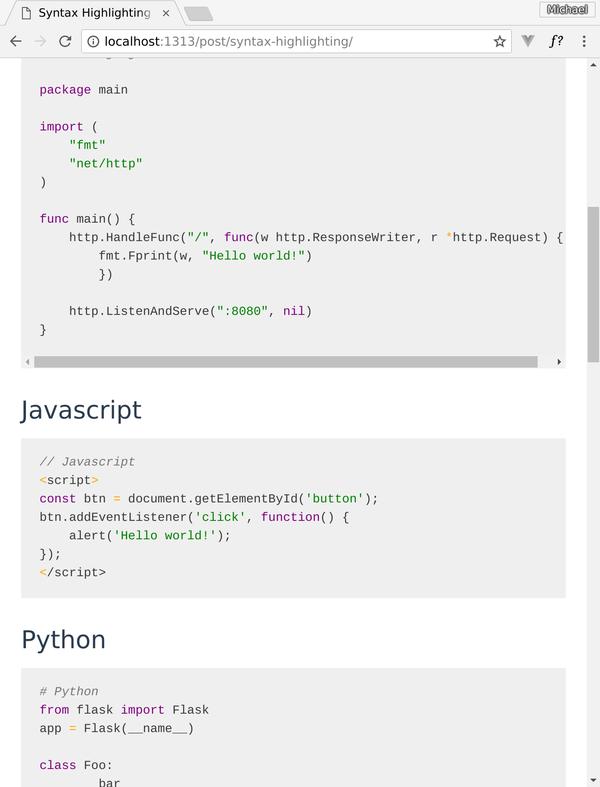 Syntax Highlighting
Michael
localhost:1313/post/syntax-highlighting/
f?
package main
import (
    "fmt"
    "net/http"
)
func main() {
    http.HandleFunc("/", func(w http.ResponseWriter, r *http.Request) {
        fmt.Fprint(w, "Hello world!")
        })
    http.ListenAndServe(":8080", nil)
}
Javascript
// Javascript
<script>
const btn = document.getElementById('button');
btn.addEventListener('click', function() {
    alert('Hello world!');
});
</script>
Python
# Python
from flask import Flask
app = Flask(__name__)
class Foo:
        bar